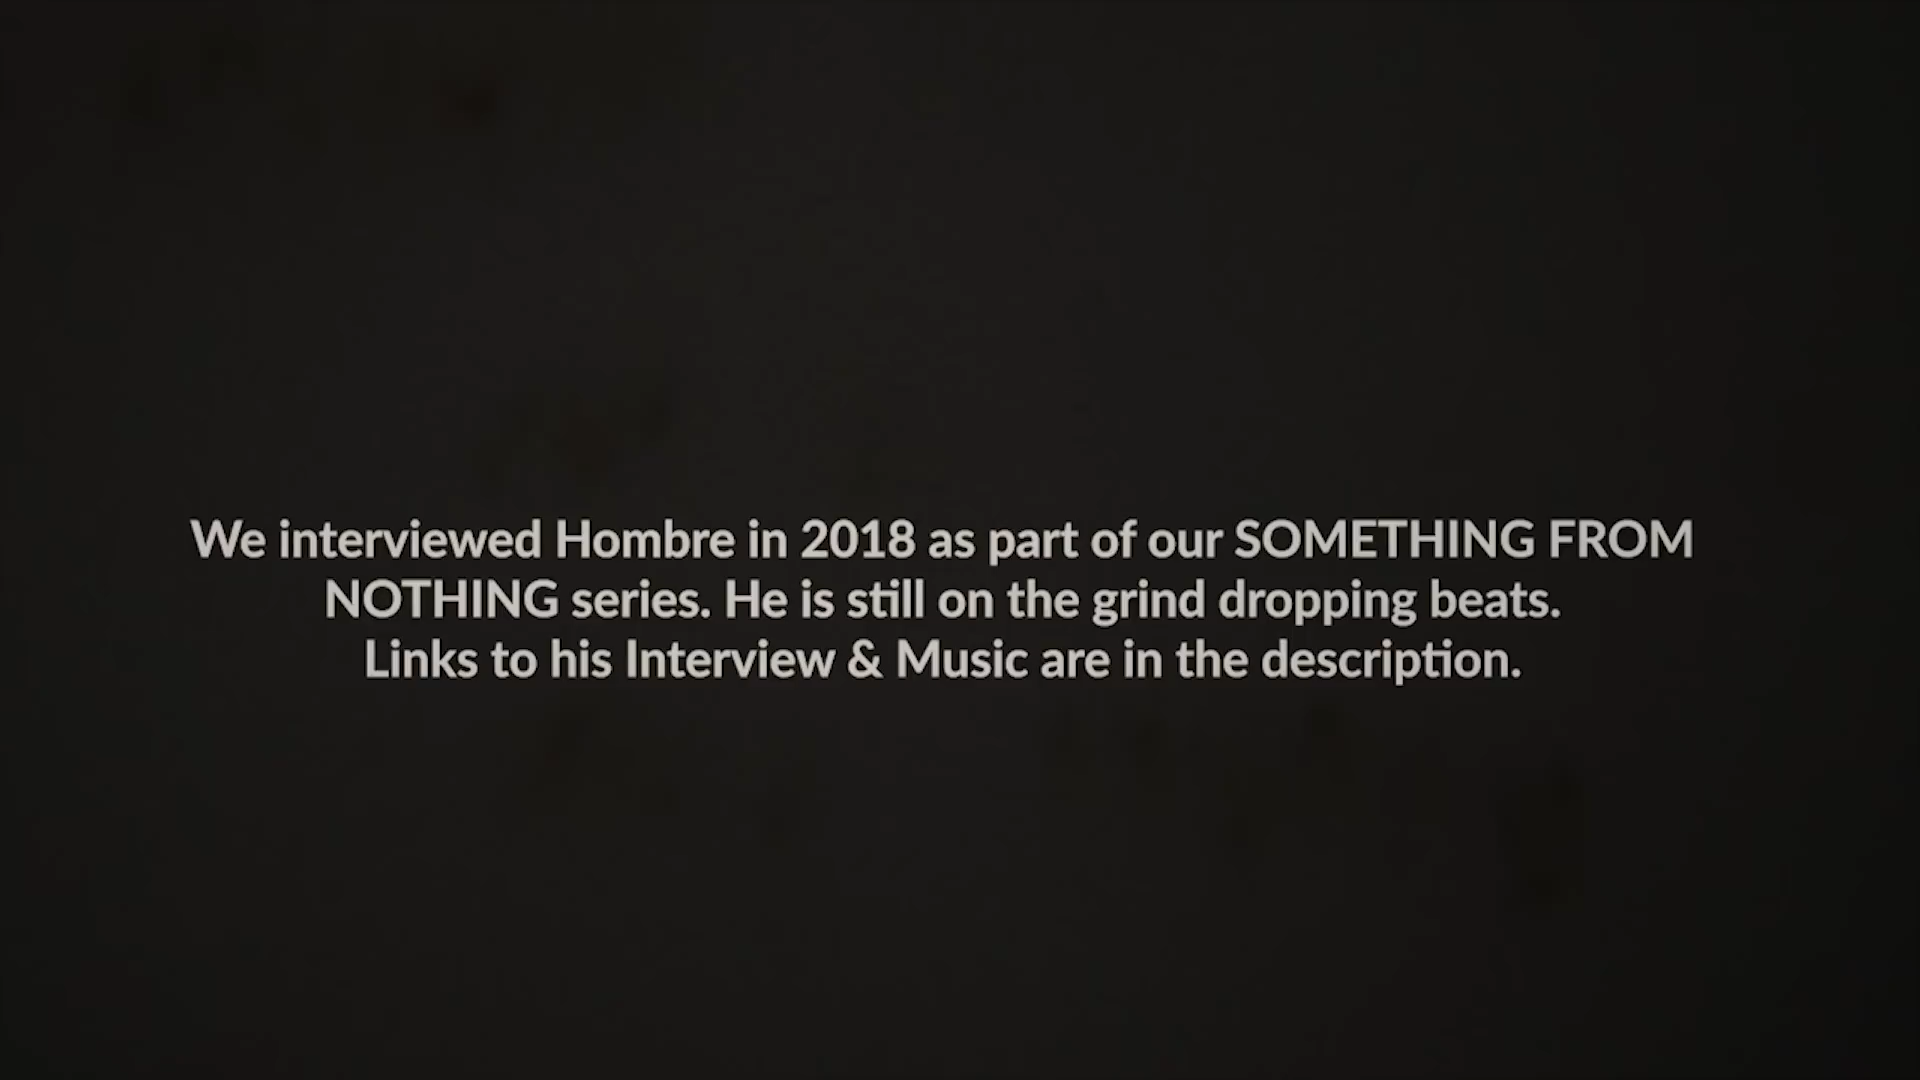 We interviewed Hombre in 2018 as part of our SOMETHING FROM
NOTHING series. He is still on the grind dropping beats.
Links to his Interview & Music are in the description.